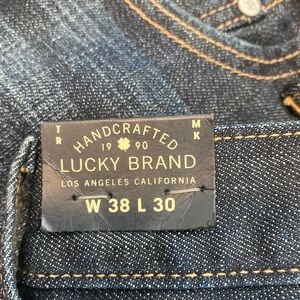 TR MK
HANDCRAFTED
19 90
LUCKY BRAND
LOS ANGELES CALIFORNIA
W 38 L 30